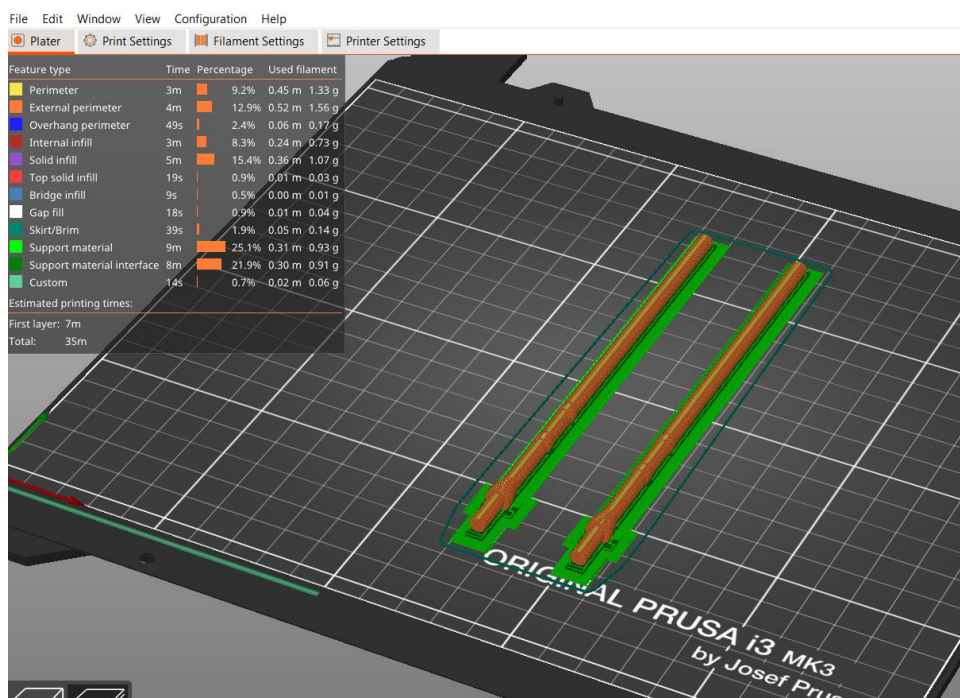 File Edit Window View Configuration Help
Plater Print Settings Filament Settings Printer Settings
Feature type Time Percentage Used filament
Perimeter 3m 9.2% 0.45 m 1.33 g
External perimeter 4m 12.9% 0.52 m 1.56 g
Overhang perimeter 49s 2.4% 0.06 m 0.17 g
Internal infill 3m 8.3% 0.24 m 0.73 g
Solid infill 5m 15.4% 0.36 m 1.07 g
Top solid infill 19s 0.9% 0.01 m 0.03 g
Bridge infill 9s 0.5% 0.00 m 0.01 g
Gap fill 18s 0.9% 0.01 m 0.04 g
Skirt/Brim 39s 1.9% 0.05 m 0.14 g
Support material 9m 25.1% 0.31 m 0.93 g
Support material interface 8m 21.9% 0.30 m 0.91 g
Custom 14s 0.7% 0.02 m 0.06 g
Estimated printing times:
First layer: 7m
Total: 35m
ORIGINAL PRUSA i3 MK3
by Josef Prus